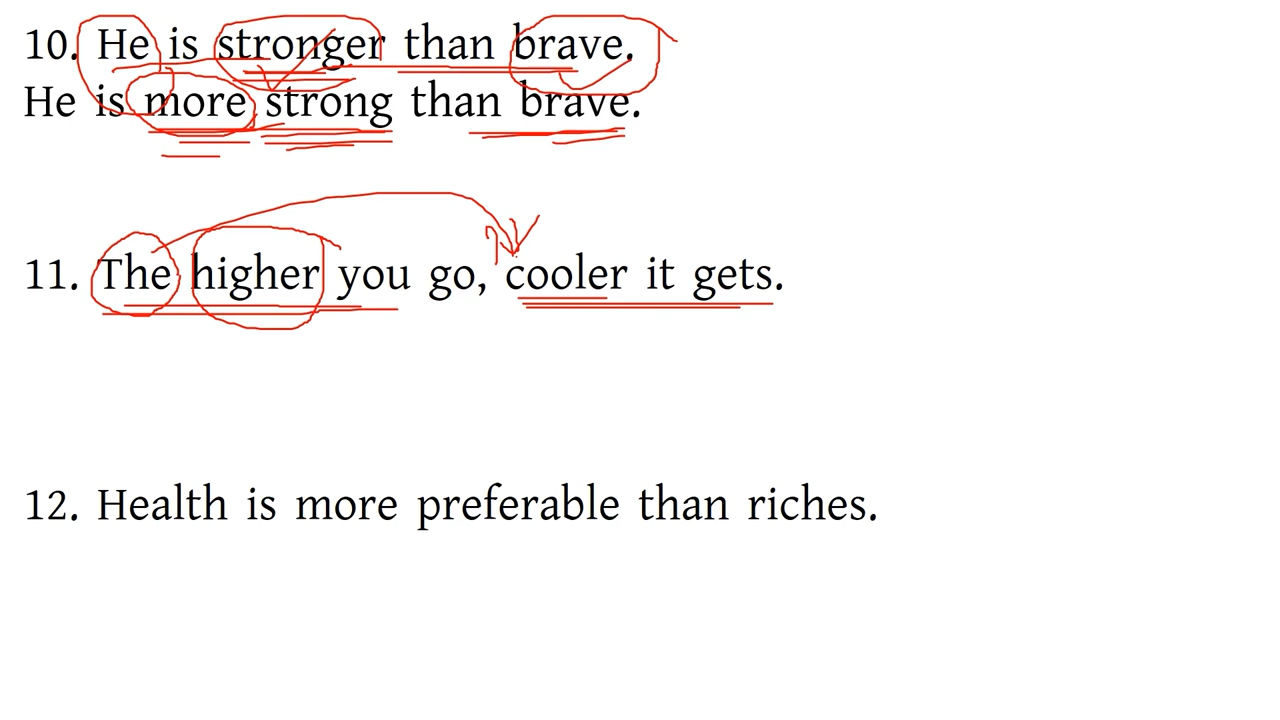 10. He is stronger than brave.
He is more strong than brave.
11. The higher you go, cooler it gets.
12. Health is more preferable than riches.